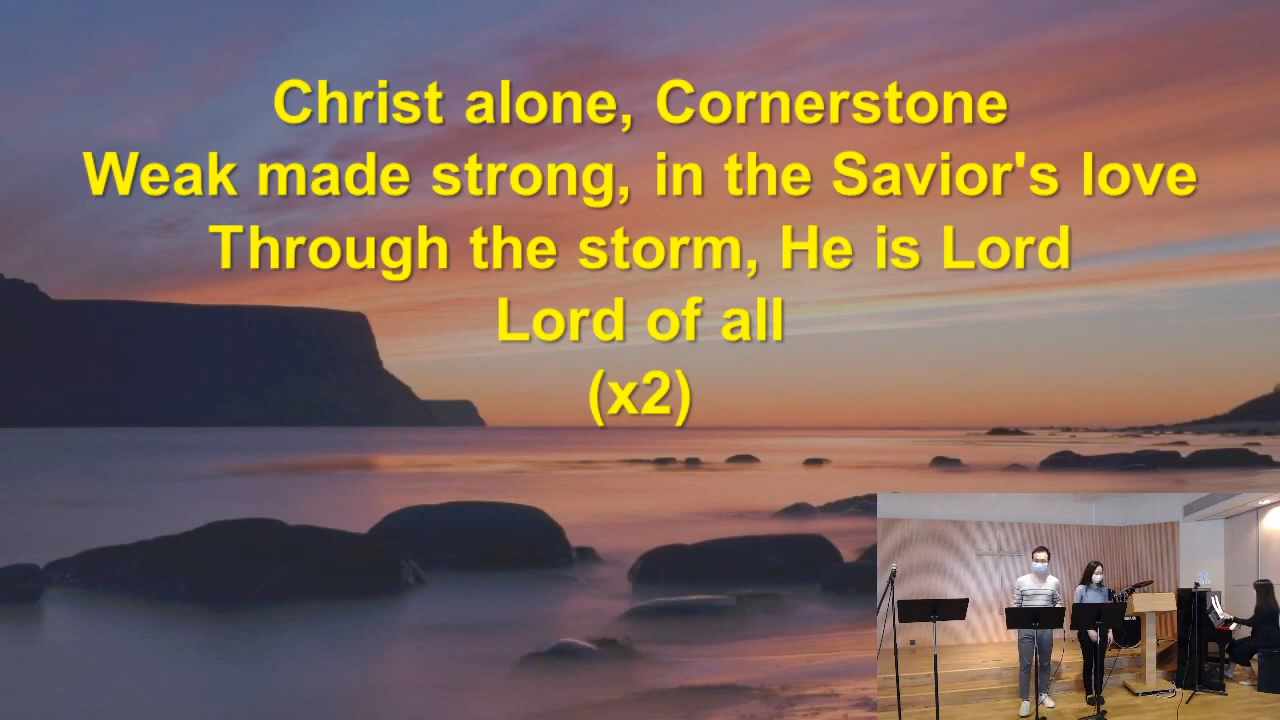 Christ alone, Cornerstone
Weak made strong, in the Savior's love
Through the storm, He is Lord
Lord of all
(x2)